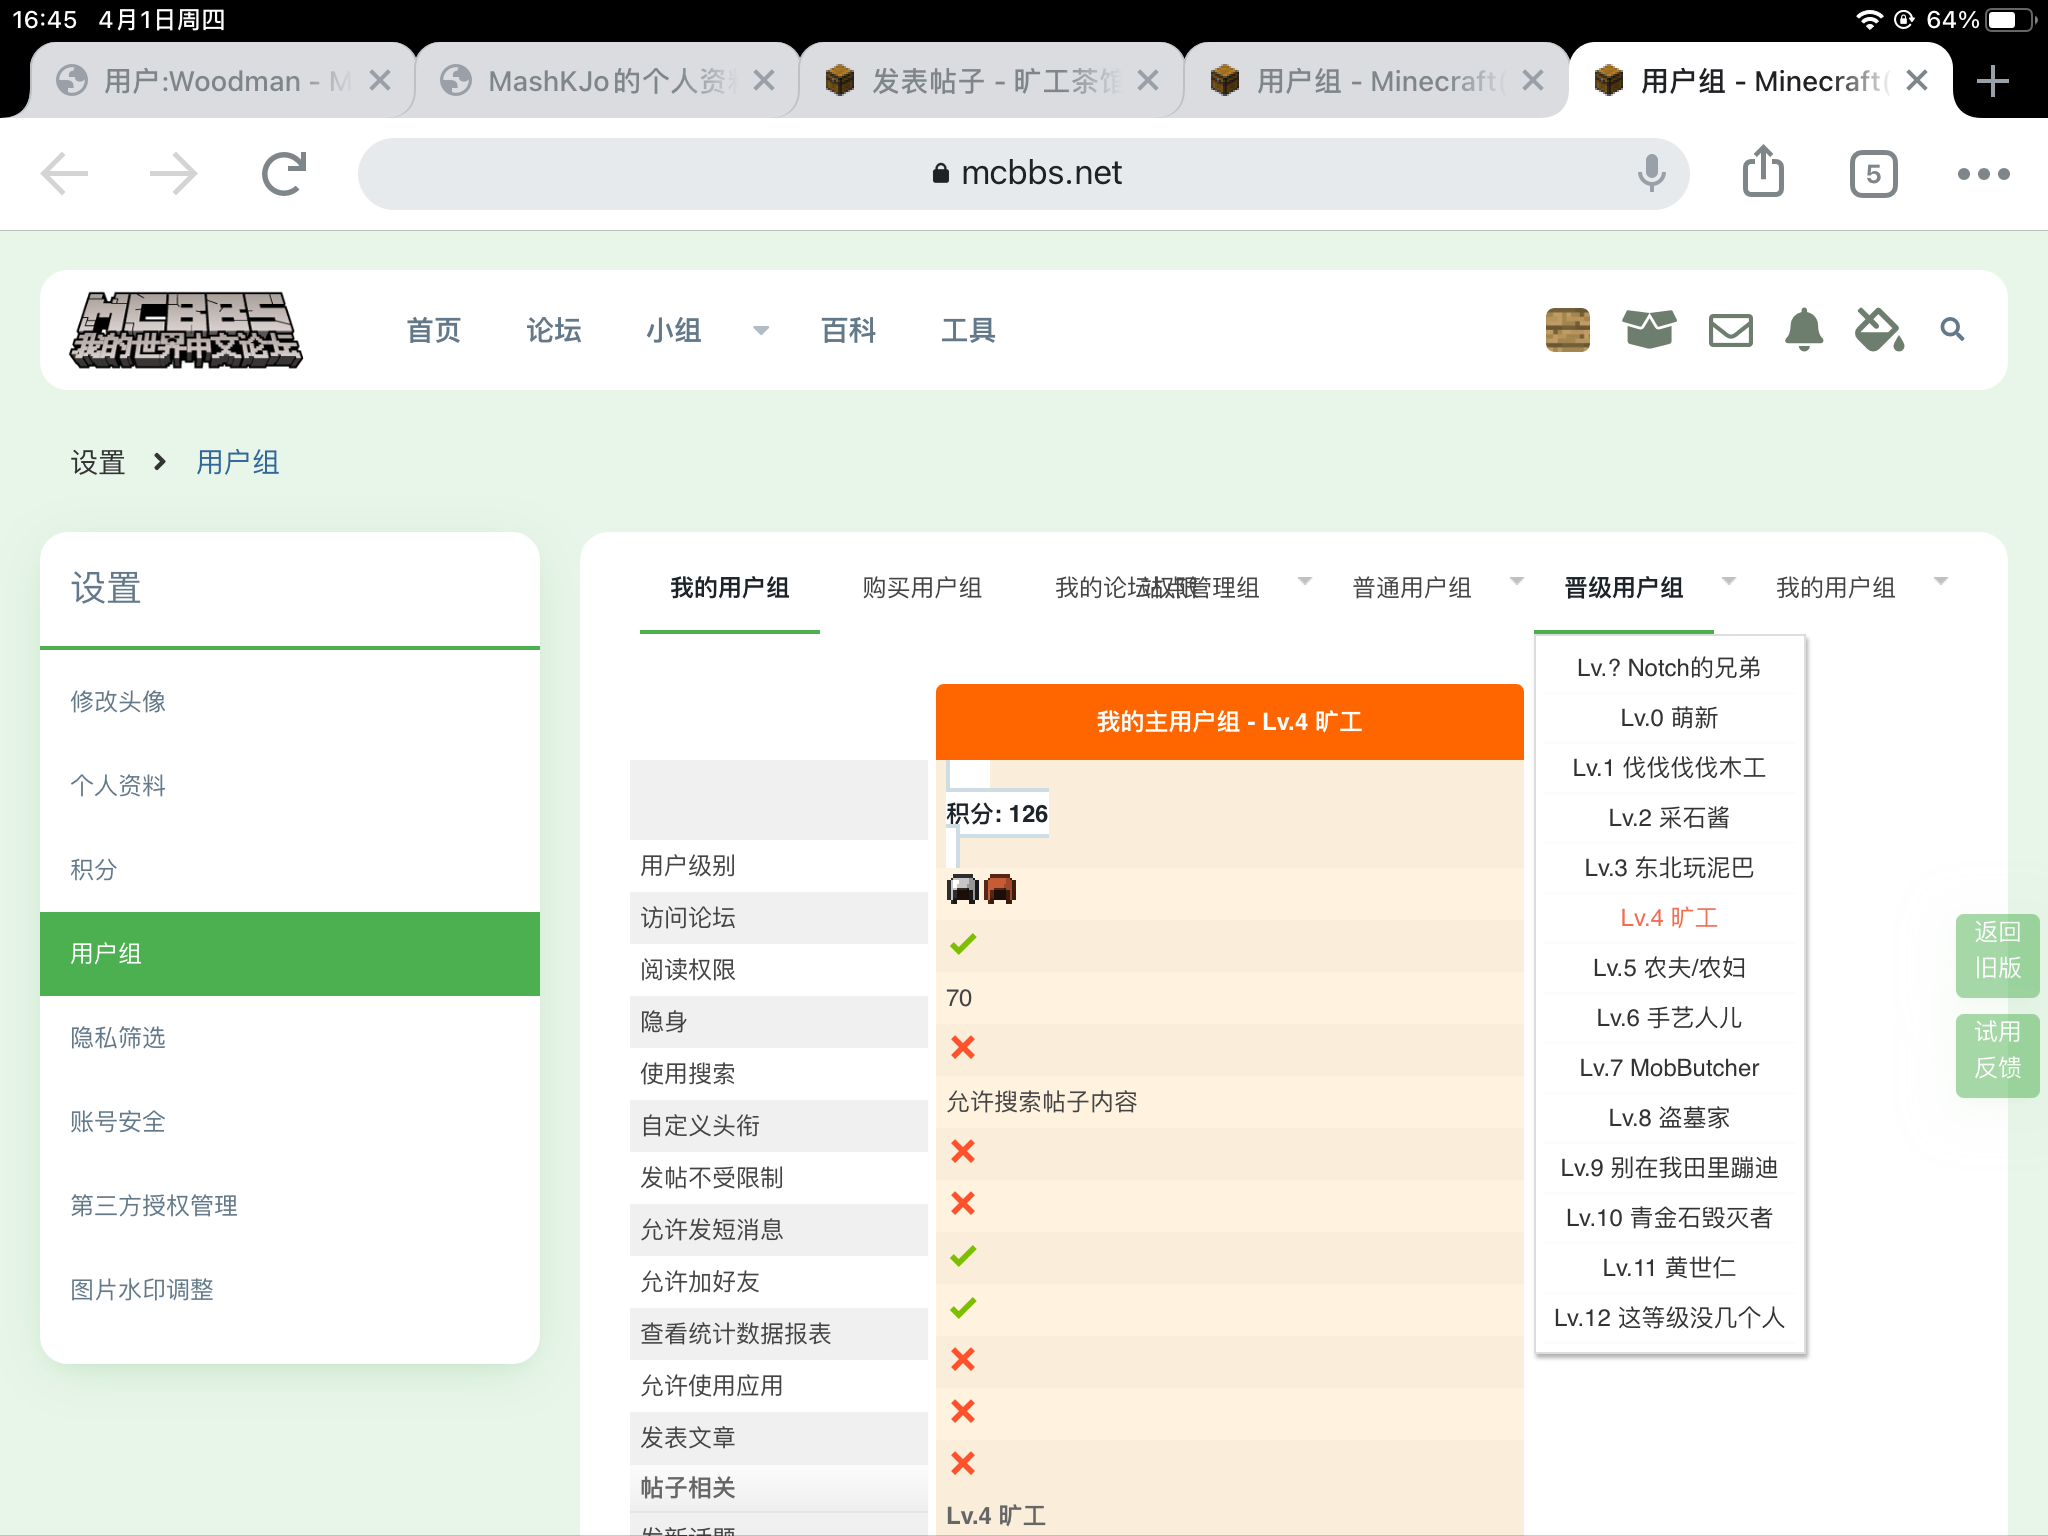 16:45 4月1日周四
64%
用户:Woodman - M
MashKJo的个人资料
发表帖子 - 旷工茶馆
用户组 - Minecraft(
用户组 - Minecraft(
mcbbs.net
5
MCBBS
我的世界中文论坛
首页 论坛 小组 百科 工具
设置 用户组
设置
修改头像
个人资料
积分
用户组
隐私筛选
账号安全
第三方授权管理
图片水印调整
我的用户组 购买用户组 我的论坛权限 站点管理组 普通用户组 晋级用户组 我的用户组
我的主用户组 - Lv.4 旷工
积分: 126
用户级别
访问论坛
阅读权限
70
隐身
使用搜索
允许搜索帖子内容
自定义头衔
发帖不受限制
允许发短消息
允许加好友
查看统计数据报表
允许使用应用
发表文章
帖子相关
Lv.4 旷工
发新话题
Lv.? Notch的兄弟
Lv.0 萌新
Lv.1 伐伐伐伐木工
Lv.2 采石酱
Lv.3 东北玩泥巴
Lv.4 旷工
Lv.5 农夫/农妇
Lv.6 手艺人儿
Lv.7 MobButcher
Lv.8 盗墓家
Lv.9 别在我田里蹦迪
Lv.10 青金石毁灭者
Lv.11 黄世仁
Lv.12 这等级没几个人
返回
旧版
试用
反馈